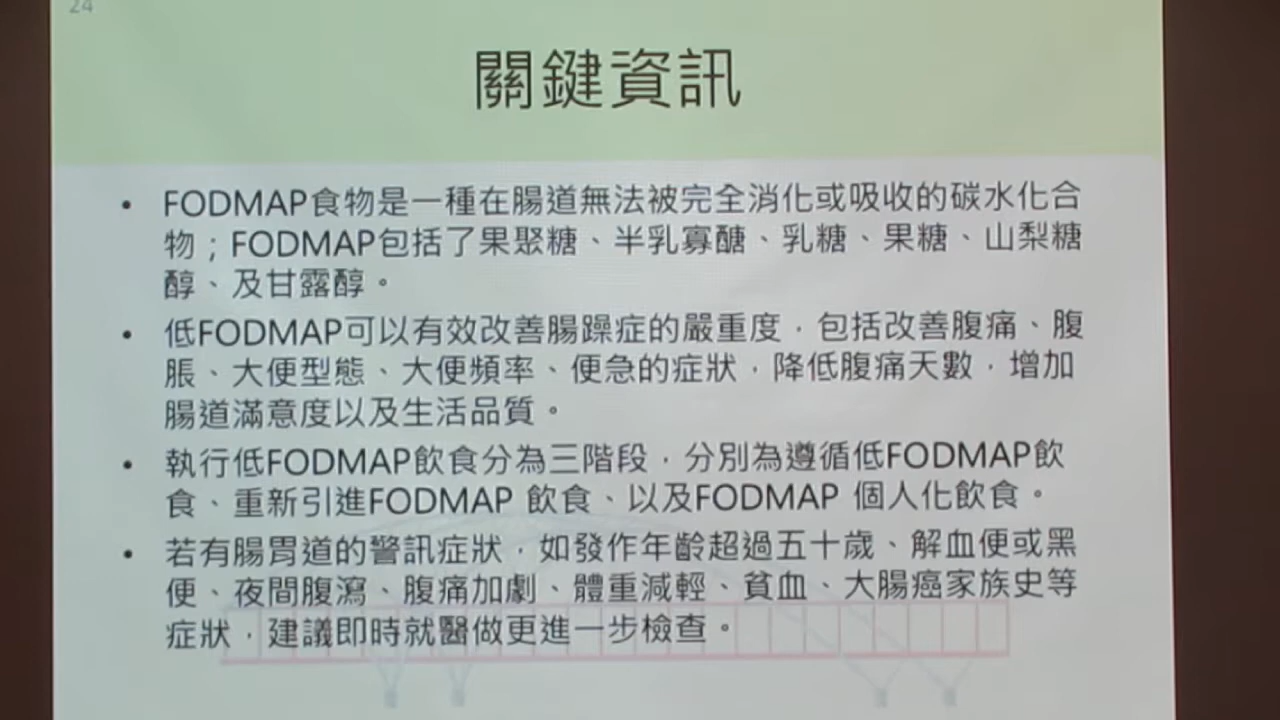 24
關鍵資訊
• FODMAP食物是一種在腸道無法被完全消化或吸收的碳水化合
物；FODMAP包括了果聚糖、半乳寡醣、乳糖、果糖、山梨糖
醇、及甘露醇。
• 低FODMAP可以有效改善腸躁症的嚴重度，包括改善腹痛、腹
脹、大便型態、大便頻率、便急的症狀，降低腹痛天數，增加
腸道滿意度以及生活品質。
• 執行低FODMAP飲食分為三階段，分別為遵循低FODMAP飲
食、重新引進FODMAP 飲食、以及FODMAP 個人化飲食。
• 若有腸胃道的警訊症狀，如發作年齡超過五十歲、解血便或黑
便、夜間腹瀉、腹痛加劇、體重減輕、貧血、大腸癌家族史等
症狀，建議即時就醫做更進一步檢查。